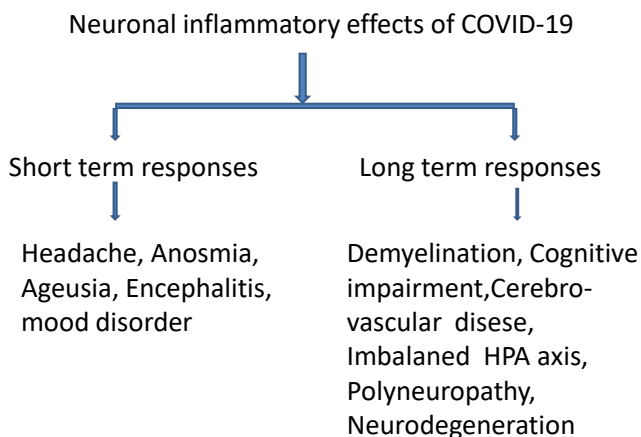 Neuronal inflammatory effects of COVID-19
Short term responses
Headache, Anosmia,
Ageusia, Encephalitis,
mood disorder
Long term responses
Demyelination, Cognitive
impairment,Cerebro-
vascular disese,
Imbalaned HPA axis,
Polyneuropathy,
Neurodegeneration